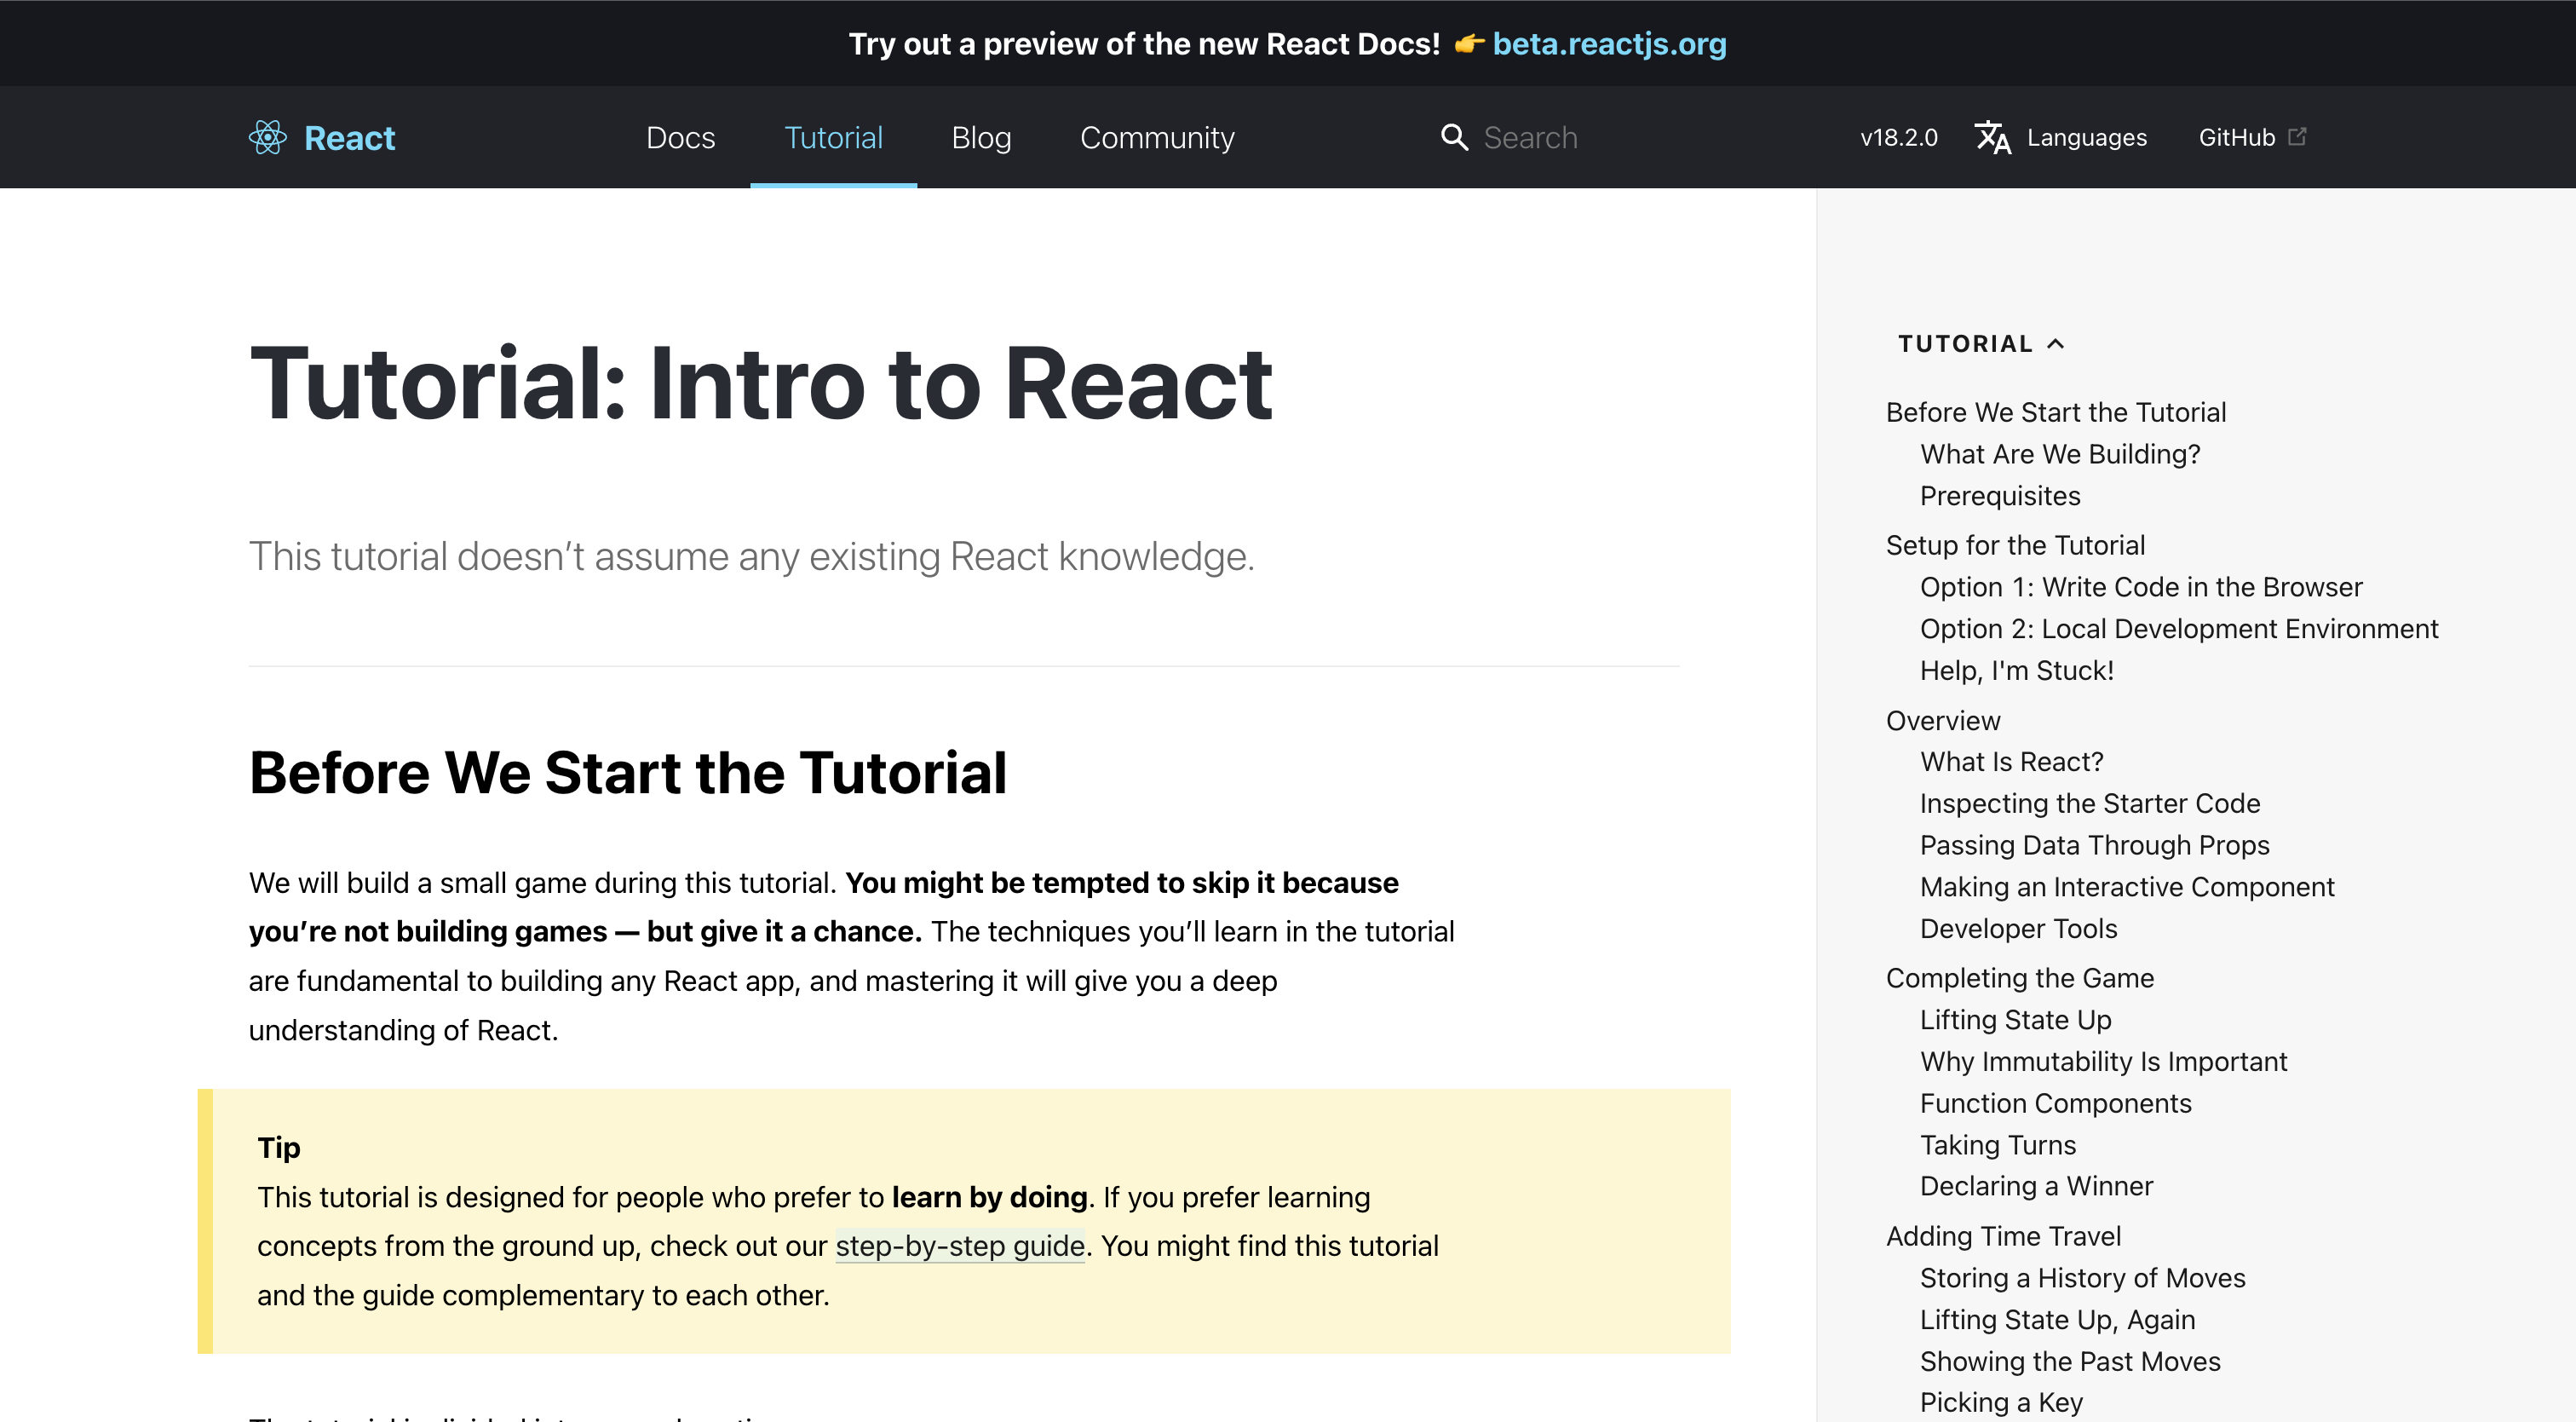 Try out a preview of the new React Docs! 👉 beta.reactjs.org
React
Docs
Tutorial
Blog
Community
Search
v18.2.0
Languages
GitHub
Tutorial: Intro to React
This tutorial doesn’t assume any existing React knowledge.
Before We Start the Tutorial
We will build a small game during this tutorial. You might be tempted to skip it because
you’re not building games — but give it a chance. The techniques you’ll learn in the tutorial
are fundamental to building any React app, and mastering it will give you a deep
understanding of React.
Tip
This tutorial is designed for people who prefer to learn by doing. If you prefer learning
concepts from the ground up, check out our step-by-step guide. You might find this tutorial
and the guide complementary to each other.
TUTORIAL
Before We Start the Tutorial
What Are We Building?
Prerequisites
Setup for the Tutorial
Option 1: Write Code in the Browser
Option 2: Local Development Environment
Help, I'm Stuck!
Overview
What Is React?
Inspecting the Starter Code
Passing Data Through Props
Making an Interactive Component
Developer Tools
Completing the Game
Lifting State Up
Why Immutability Is Important
Function Components
Taking Turns
Declaring a Winner
Adding Time Travel
Storing a History of Moves
Lifting State Up, Again
Showing the Past Moves
Picking a Key